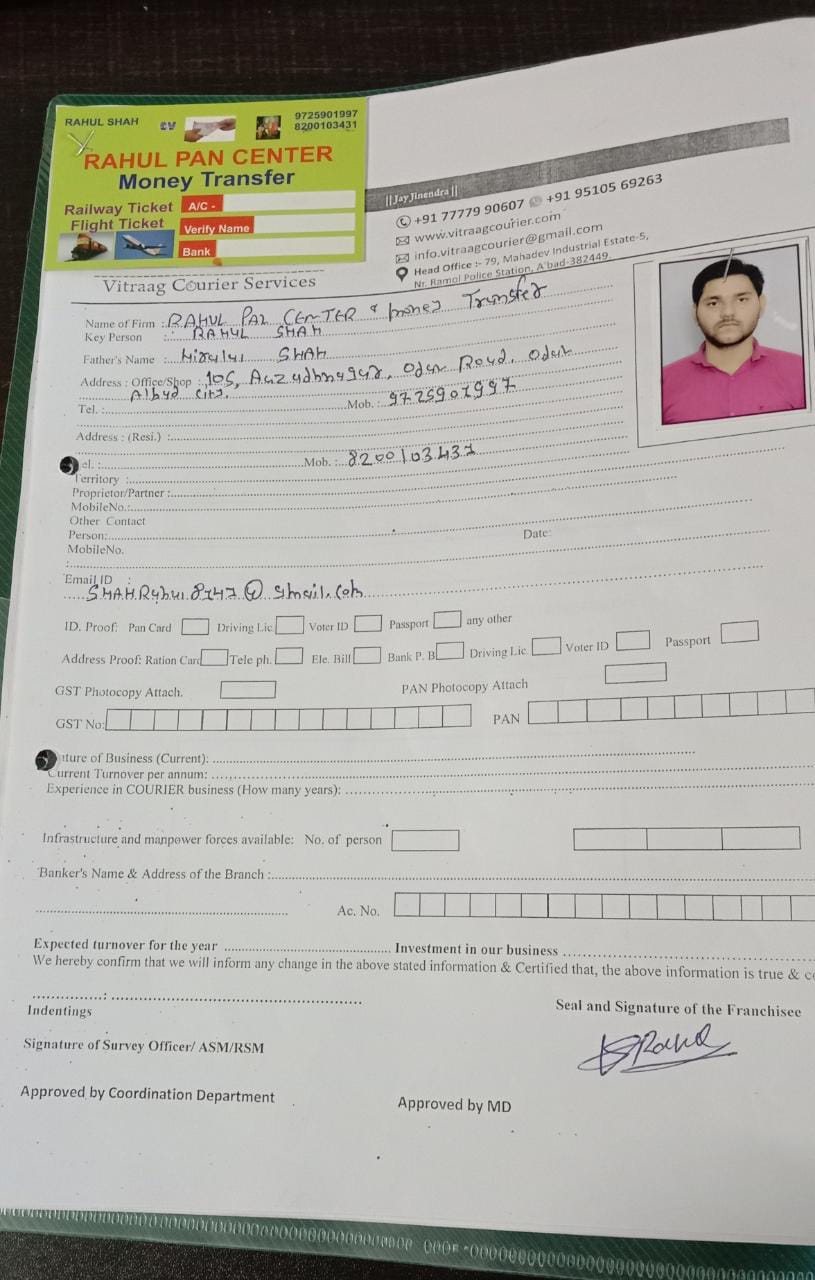 RAHUL SHAH
9725901997
8200103431
RAHUL PAN CENTER
Money Transfer
Railway Ticket
Flight Ticket
A/C -
Verify Name
Bank
||Jay Jinendra||
+91 77779 90607 +91 95105 69263
www.vitraagcourier.com
info.vitraagcourier@gmail.com
Head Office :- 79, Mahadev Industrial Estate-5,
Nr. Ramol Police Station, A'bad-382449.
Vitraag Courier Services
Name of Firm : RAHUL PAN CENTER & money Transfer
Key Person : RAHUL SHAH
Father's Name : SHAH
Address : Office/Shop : 105, Odhav Road, Odhav
City.
Tel. : Mob. : 9725901997
Address : (Resi.) :
el. : Mob. : 8200103431
Territory :
Proprietor/Partner :
MobileNo.:
Other Contact
Person: Date:
MobileNo.
:
Email ID :
SHAHRahul8747@gmail.com
ID. Proof: Pan Card Driving Lic. Voter ID Passport any other
Address Proof: Ration Card Tele ph. Ele. Bill Bank P. B Driving Lic. Voter ID Passport
GST Photocopy Attach. PAN Photocopy Attach
GST No: PAN
ture of Business (Current):
Current Turnover per annum:
Experience in COURIER business (How many years):
Infrastructure and manpower forces available: No. of person
Banker's Name & Address of the Branch :
Ac. No.
Expected turnover for the year Investment in our business
We hereby confirm that we will inform any change in the above stated information & Certified that, the above information is true &
Indentings
Seal and Signature of the Franchisee
Signature of Survey Officer/ ASM/RSM
Rahul
Approved by Coordination Department
Approved by MD